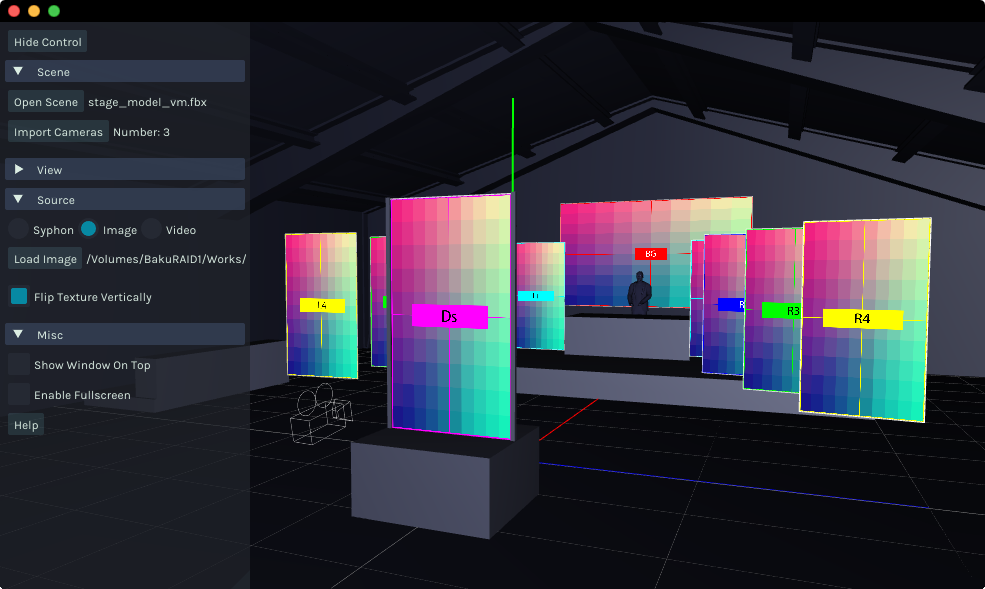 Hide Control
Scene
Open Scene stage_model_vm.fbx
Import Cameras Number: 3
View
Source
Syphon Image Video
Load Image /Volumes/BakuRAID1/Works/
Flip Texture Vertically
Misc
Show Window On Top
Enable Fullscreen
Help
BG
L4
Ds
R3
R4